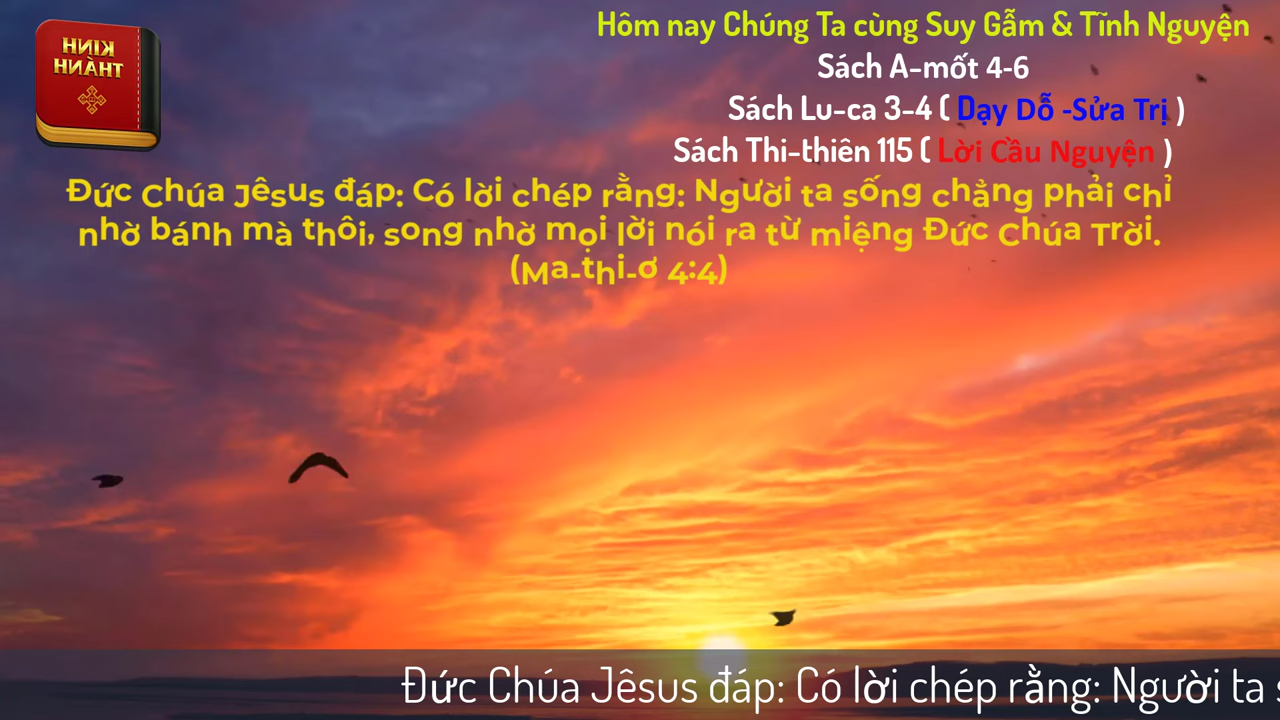 KINH
THÀNH
Hôm nay Chúng Ta cùng Suy Gẫm & Tĩnh Nguyện
Sách A-mốt 4-6
Sách Lu-ca 3-4 ( Dạy Dỗ -Sửa Trị )
Sách Thi-thiên 115 ( Lời Cầu Nguyện )
Đức Chúa Jêsus đáp: Có lời chép rằng: Người ta sống chẳng phải chỉ
nhờ bánh mà thôi, song nhờ mọi lời nói ra từ miệng Đức Chúa Trời.
(Ma-thi-ơ 4:4)
Đức Chúa Jêsus đáp: Có lời chép rằng: Người ta